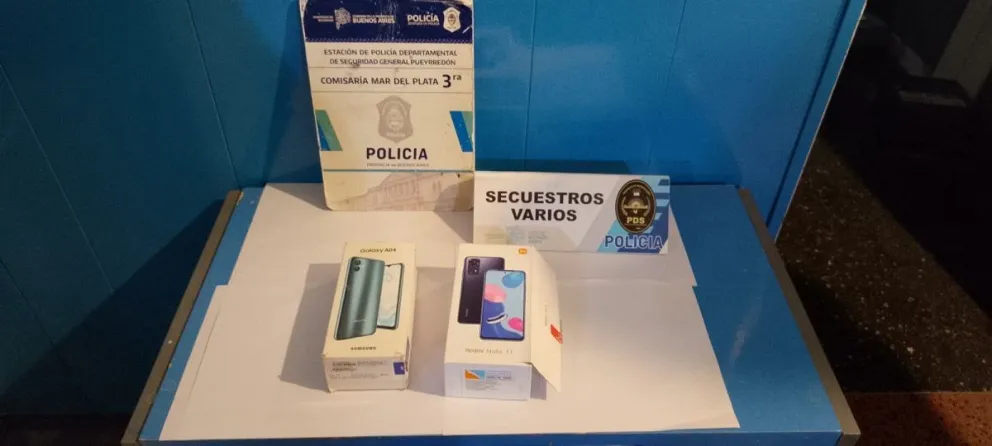 BUENOS AIRES
POLICÍA
ESTACIÓN DE POLICÍA DEPARTAMENTAL
DE SEGURIDAD GENERAL PUEYRREDÓN
COMISARÍA MAR DEL PLATA 3ra
POLICIA
SECUESTROS
VARIOS
PDS
POLICIA
Galaxy A04
SAMSUNG
Redmi Note 11